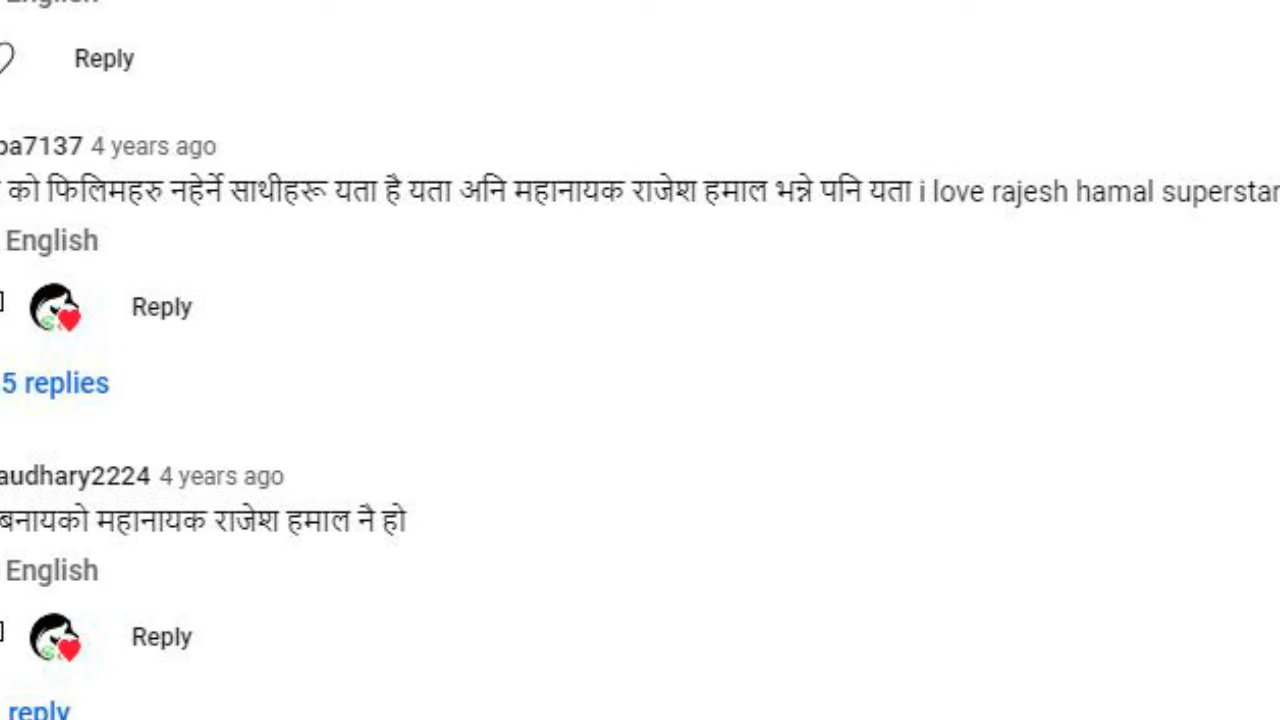 Reply
pa7137 4 years ago
को फिलिमहरु नहेर्ने साथीहरू यता है यता अनि महानायक राजेश हमाल भन्ने पनि यता i love rajesh hamal superstar
English
Reply
5 replies
audhary2224 4 years ago
बनायको महानायक राजेश हमाल नै हो
English
Reply
reply